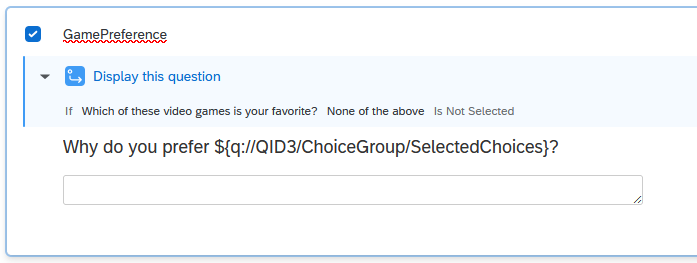 GamePreference
Display this question
If Which of these video games is your favorite? None of the above Is Not Selected
Why do you prefer ${q://QID3/ChoiceGroup/SelectedChoices}?